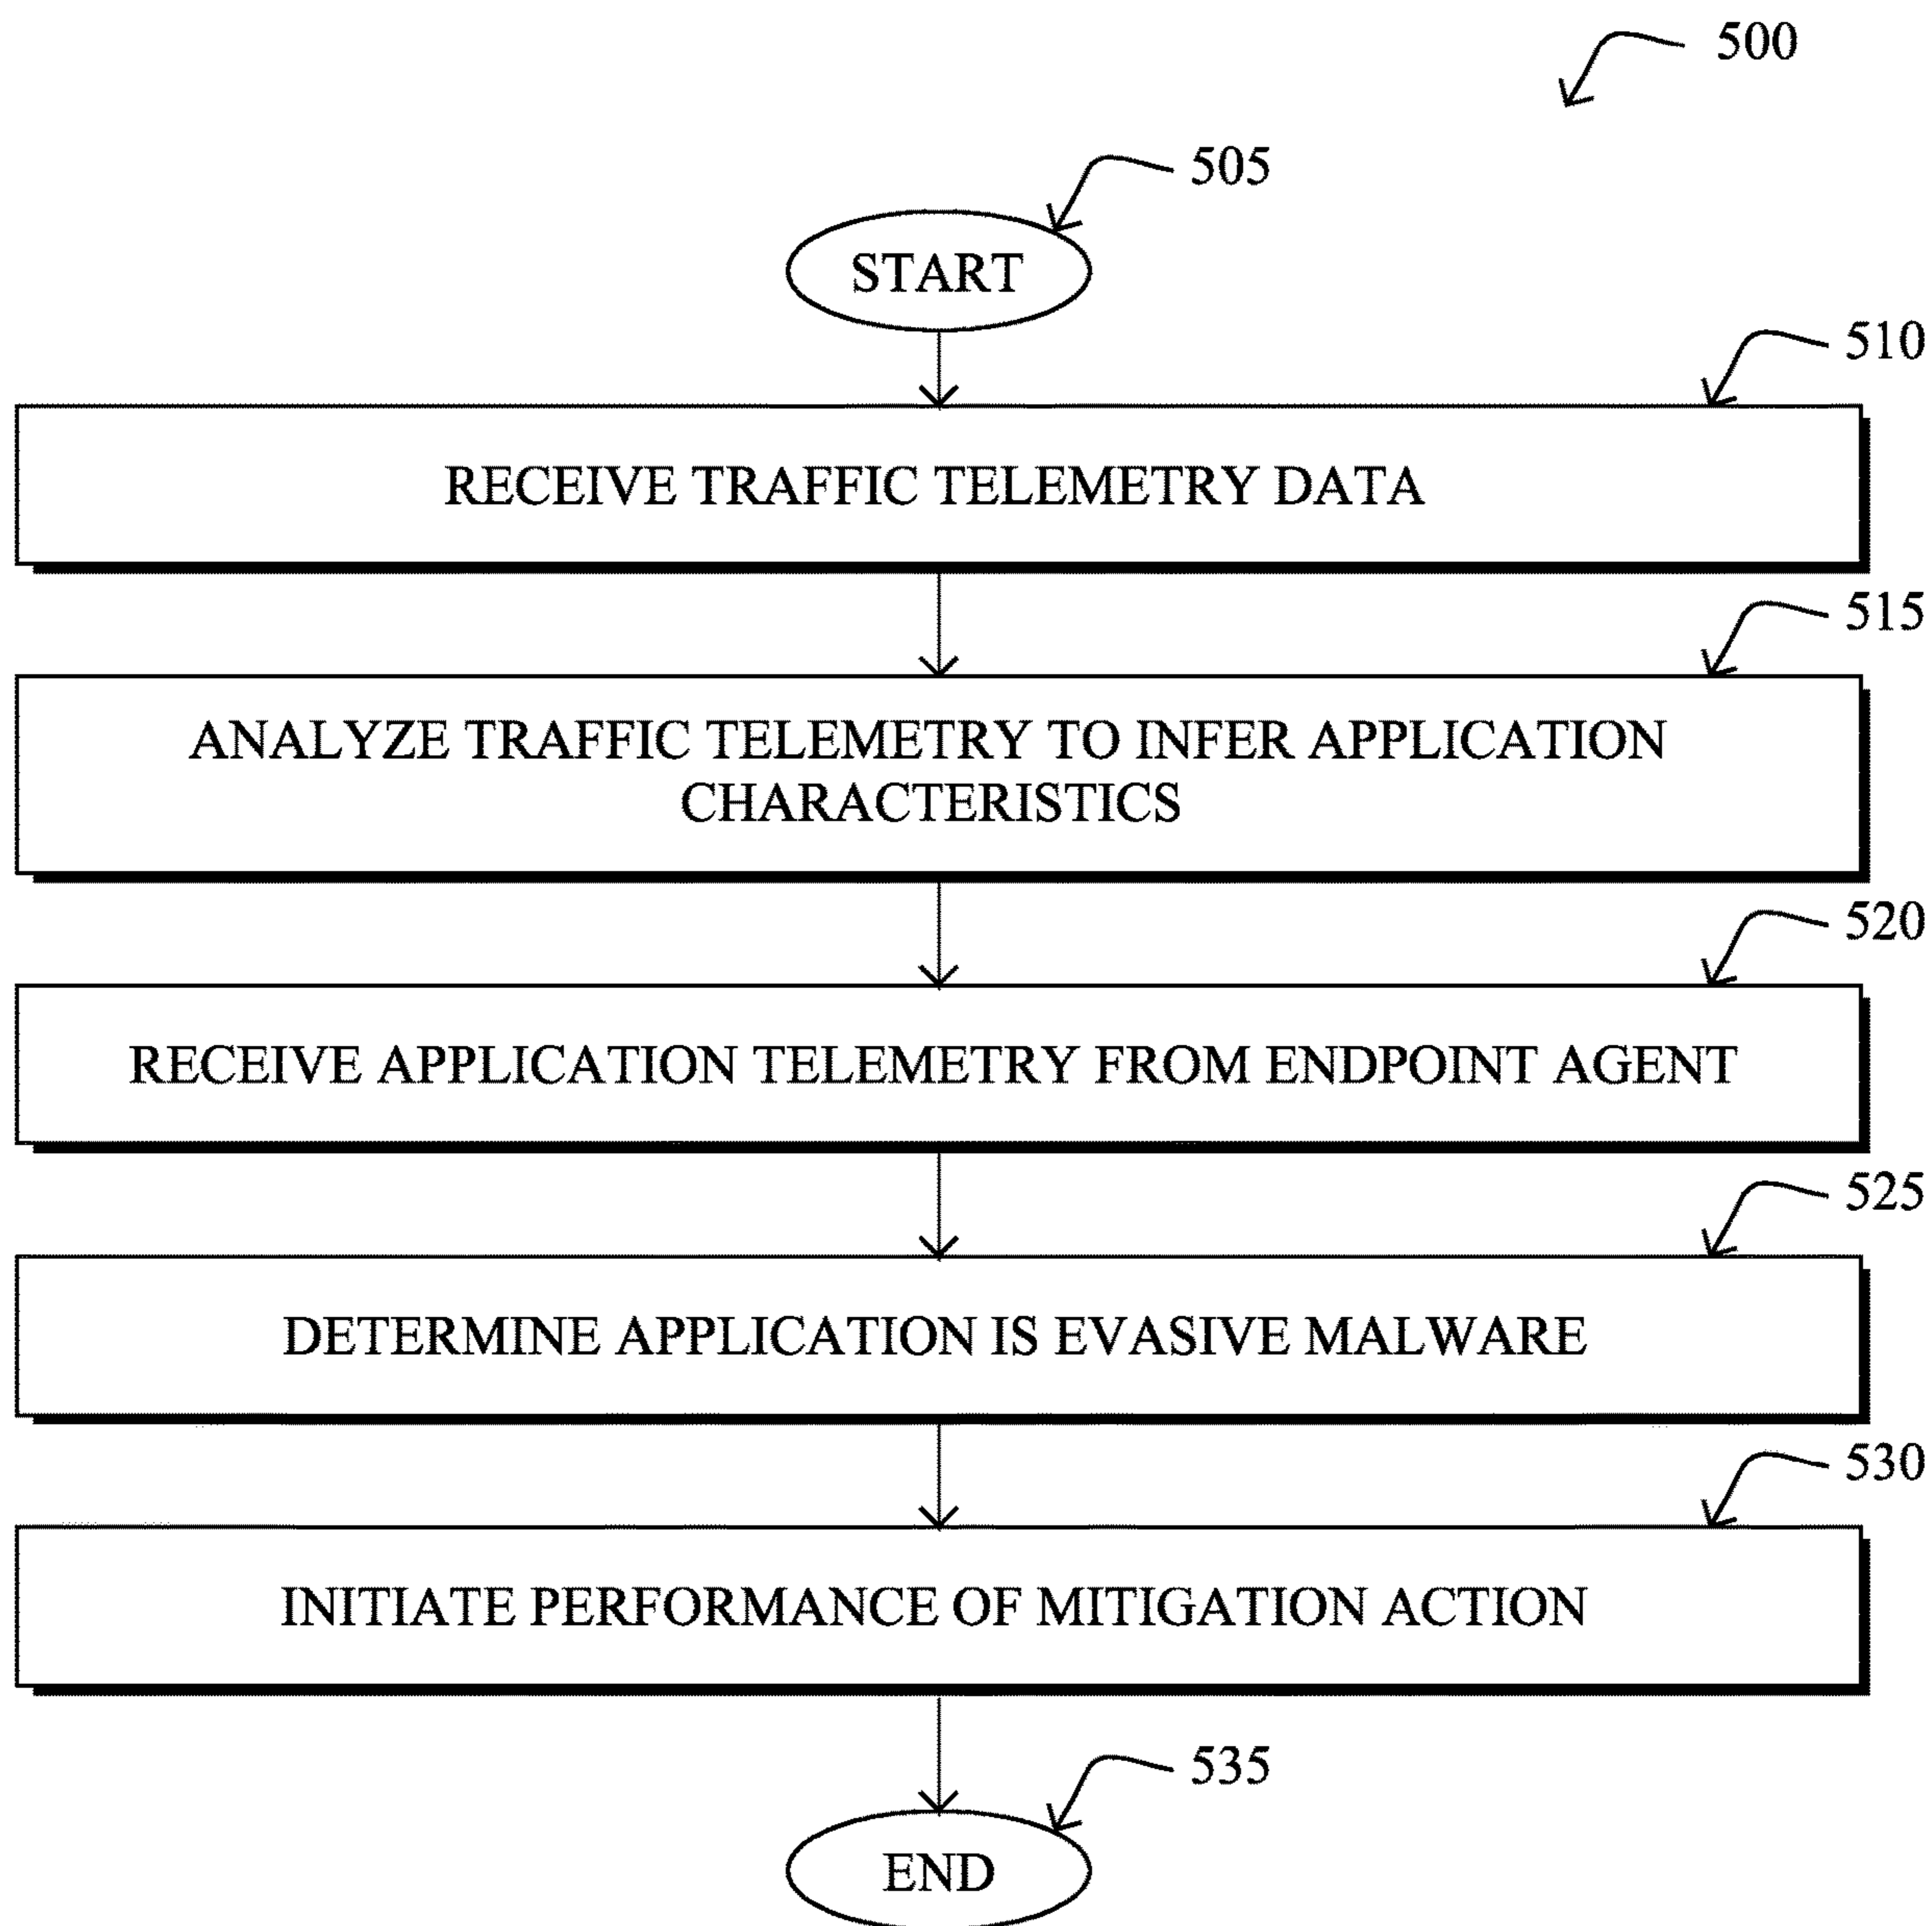 500
505
START
510
RECEIVE TRAFFIC TELEMETRY DATA
515
ANALYZE TRAFFIC TELEMETRY TO INFER APPLICATION
CHARACTERISTICS
520
RECEIVE APPLICATION TELEMETRY FROM ENDPOINT AGENT
525
DETERMINE APPLICATION IS EVASIVE MALWARE
530
INITIATE PERFORMANCE OF MITIGATION ACTION
535
END